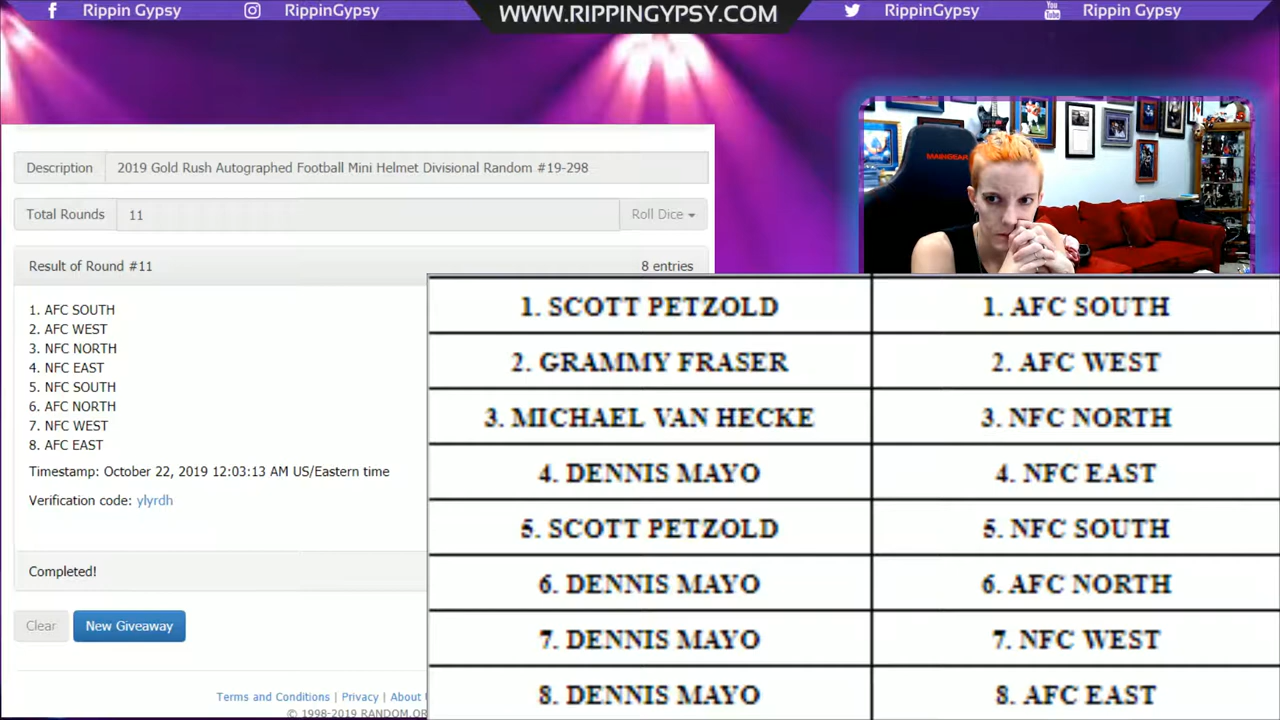 Rippin Gypsy
RippinGypsy
WWW.RIPPINGYPSY.COM
RippinGypsy
Rippin Gypsy
MAINGEAR
Description 2019 Gold Rush Autographed Football Mini Helmet Divisional Random #19-298
Total Rounds 11 Roll Dice
Result of Round #11 8 entries
1. AFC SOUTH
2. AFC WEST
3. NFC NORTH
4. NFC EAST
5. NFC SOUTH
6. AFC NORTH
7. NFC WEST
8. AFC EAST
Timestamp: October 22, 2019 12:03:13 AM US/Eastern time
Verification code: ylyrdh
Completed!
Clear New Giveaway
Terms and Conditions | Privacy | About
© 1998-2019 RANDOM.OR
1. SCOTT PETZOLD 1. AFC SOUTH
2. GRAMMY FRASER 2. AFC WEST
3. MICHAEL VAN HECKE 3. NFC NORTH
4. DENNIS MAYO 4. NFC EAST
5. SCOTT PETZOLD 5. NFC SOUTH
6. DENNIS MAYO 6. AFC NORTH
7. DENNIS MAYO 7. NFC WEST
8. DENNIS MAYO 8. AFC EAST